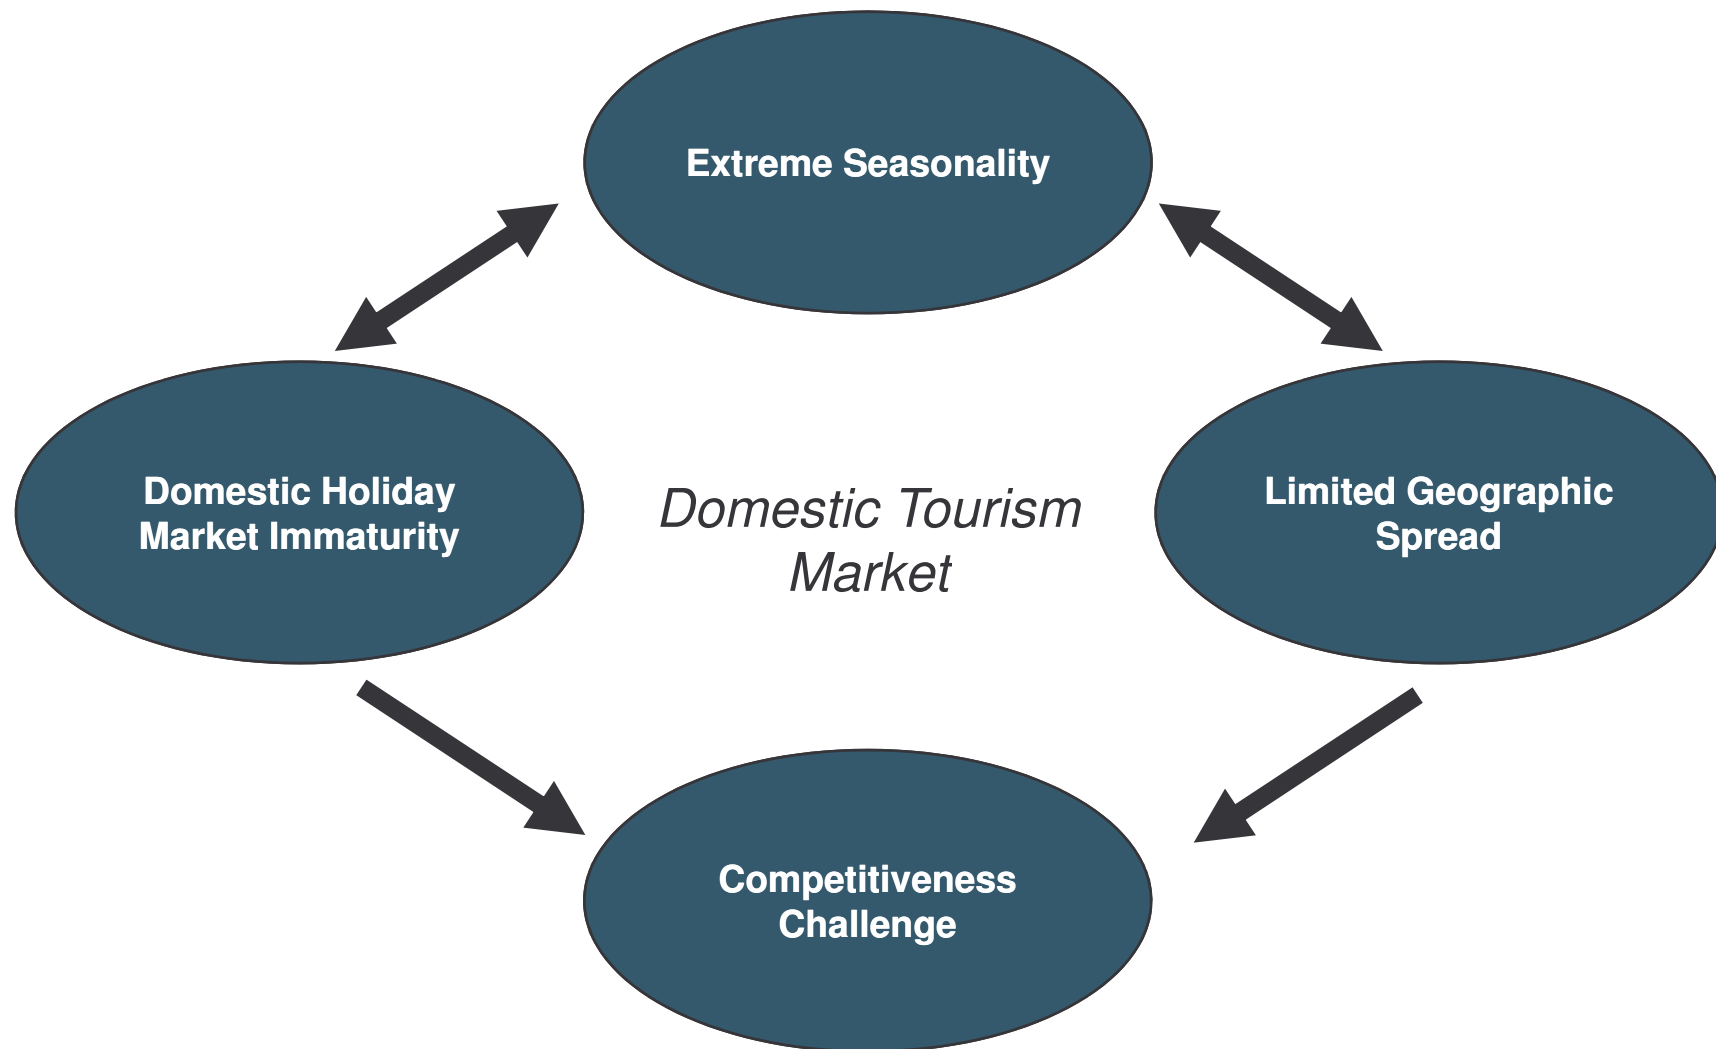 Extreme Seasonality
Domestic Holiday
Market Immaturity
Domestic Tourism
Market
Limited Geographic
Spread
Competitiveness
Challenge